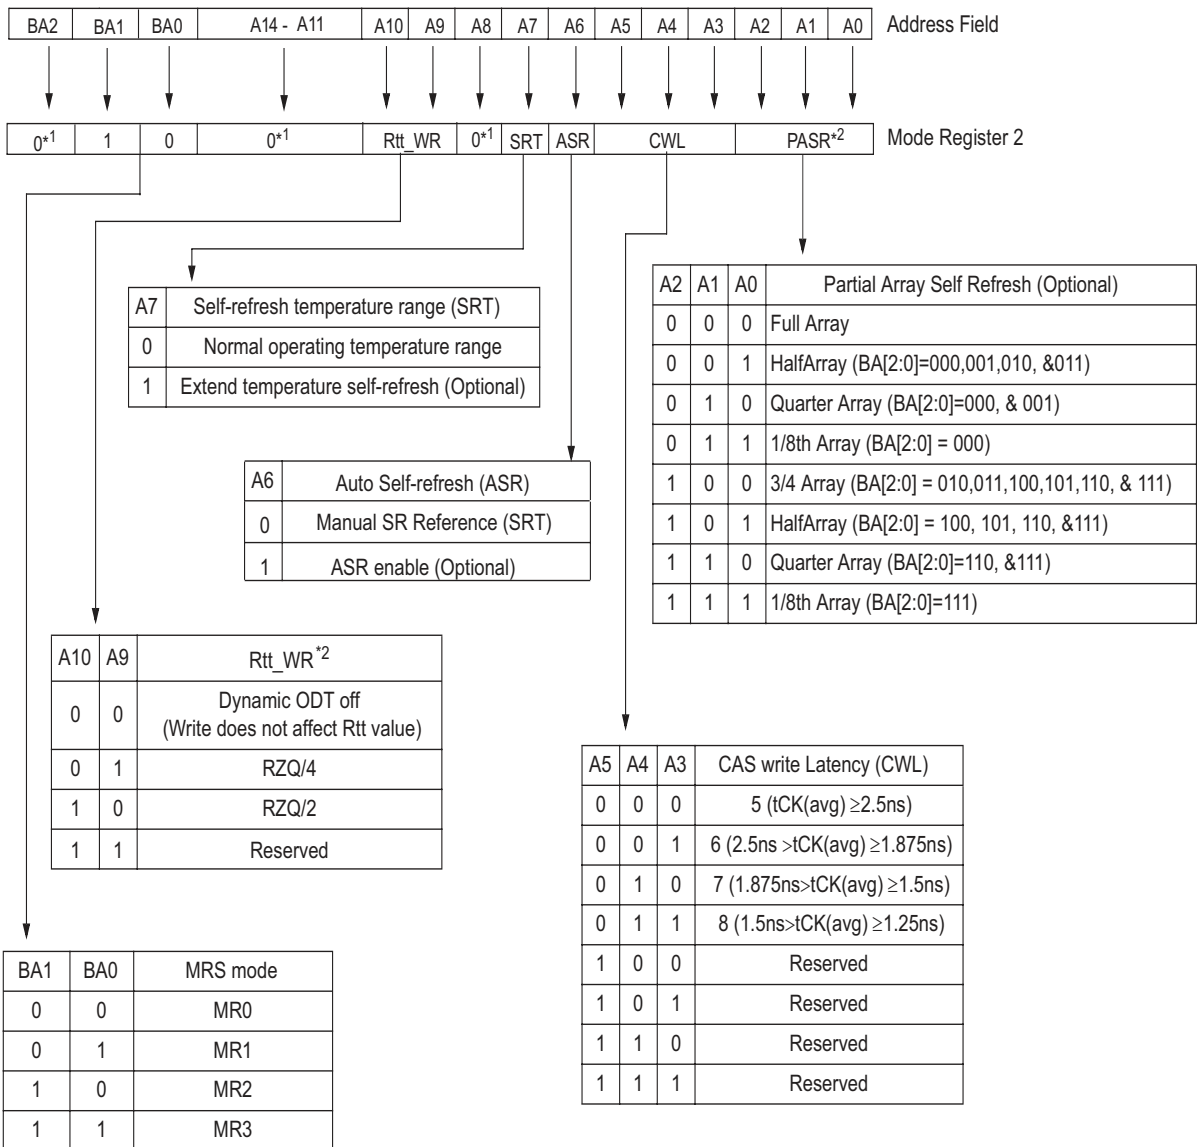 BA2 BA1 BA0 A14 - A11 A10 A9 A8 A7 A6 A5 A4 A3 A2 A1 A0 Address Field
0*1 1 0 0*1 Rtt_WR 0*1 SRT ASR CWL PASR*2 Mode Register 2
A7 Self-refresh temperature range (SRT)
0 Normal operating temperature range
1 Extend temperature self-refresh (Optional)
A2 A1 A0 Partial Array Self Refresh (Optional)
0 0 0 Full Array
0 0 1 HalfArray (BA[2:0]=000,001,010, &011)
0 1 0 Quarter Array (BA[2:0]=000, & 001)
0 1 1 1/8th Array (BA[2:0] = 000)
1 0 0 3/4 Array (BA[2:0] = 010,011,100,101,110, & 111)
1 0 1 HalfArray (BA[2:0] = 100, 101, 110, &111)
1 1 0 Quarter Array (BA[2:0]=110, &111)
1 1 1 1/8th Array (BA[2:0]=111)
A6 Auto Self-refresh (ASR)
0 Manual SR Reference (SRT)
1 ASR enable (Optional)
A10 A9 Rtt_WR*2
0 0 Dynamic ODT off
(Write does not affect Rtt value)
0 1 RZQ/4
1 0 RZQ/2
1 1 Reserved
A5 A4 A3 CAS write Latency (CWL)
0 0 0 5 (tCK(avg) ≥2.5ns)
0 0 1 6 (2.5ns >tCK(avg) ≥1.875ns)
0 1 0 7 (1.875ns>tCK(avg) ≥1.5ns)
0 1 1 8 (1.5ns>tCK(avg) ≥1.25ns)
1 0 0 Reserved
1 0 1 Reserved
1 1 0 Reserved
1 1 1 Reserved
BA1 BA0 MRS mode
0 0 MR0
0 1 MR1
1 0 MR2
1 1 MR3